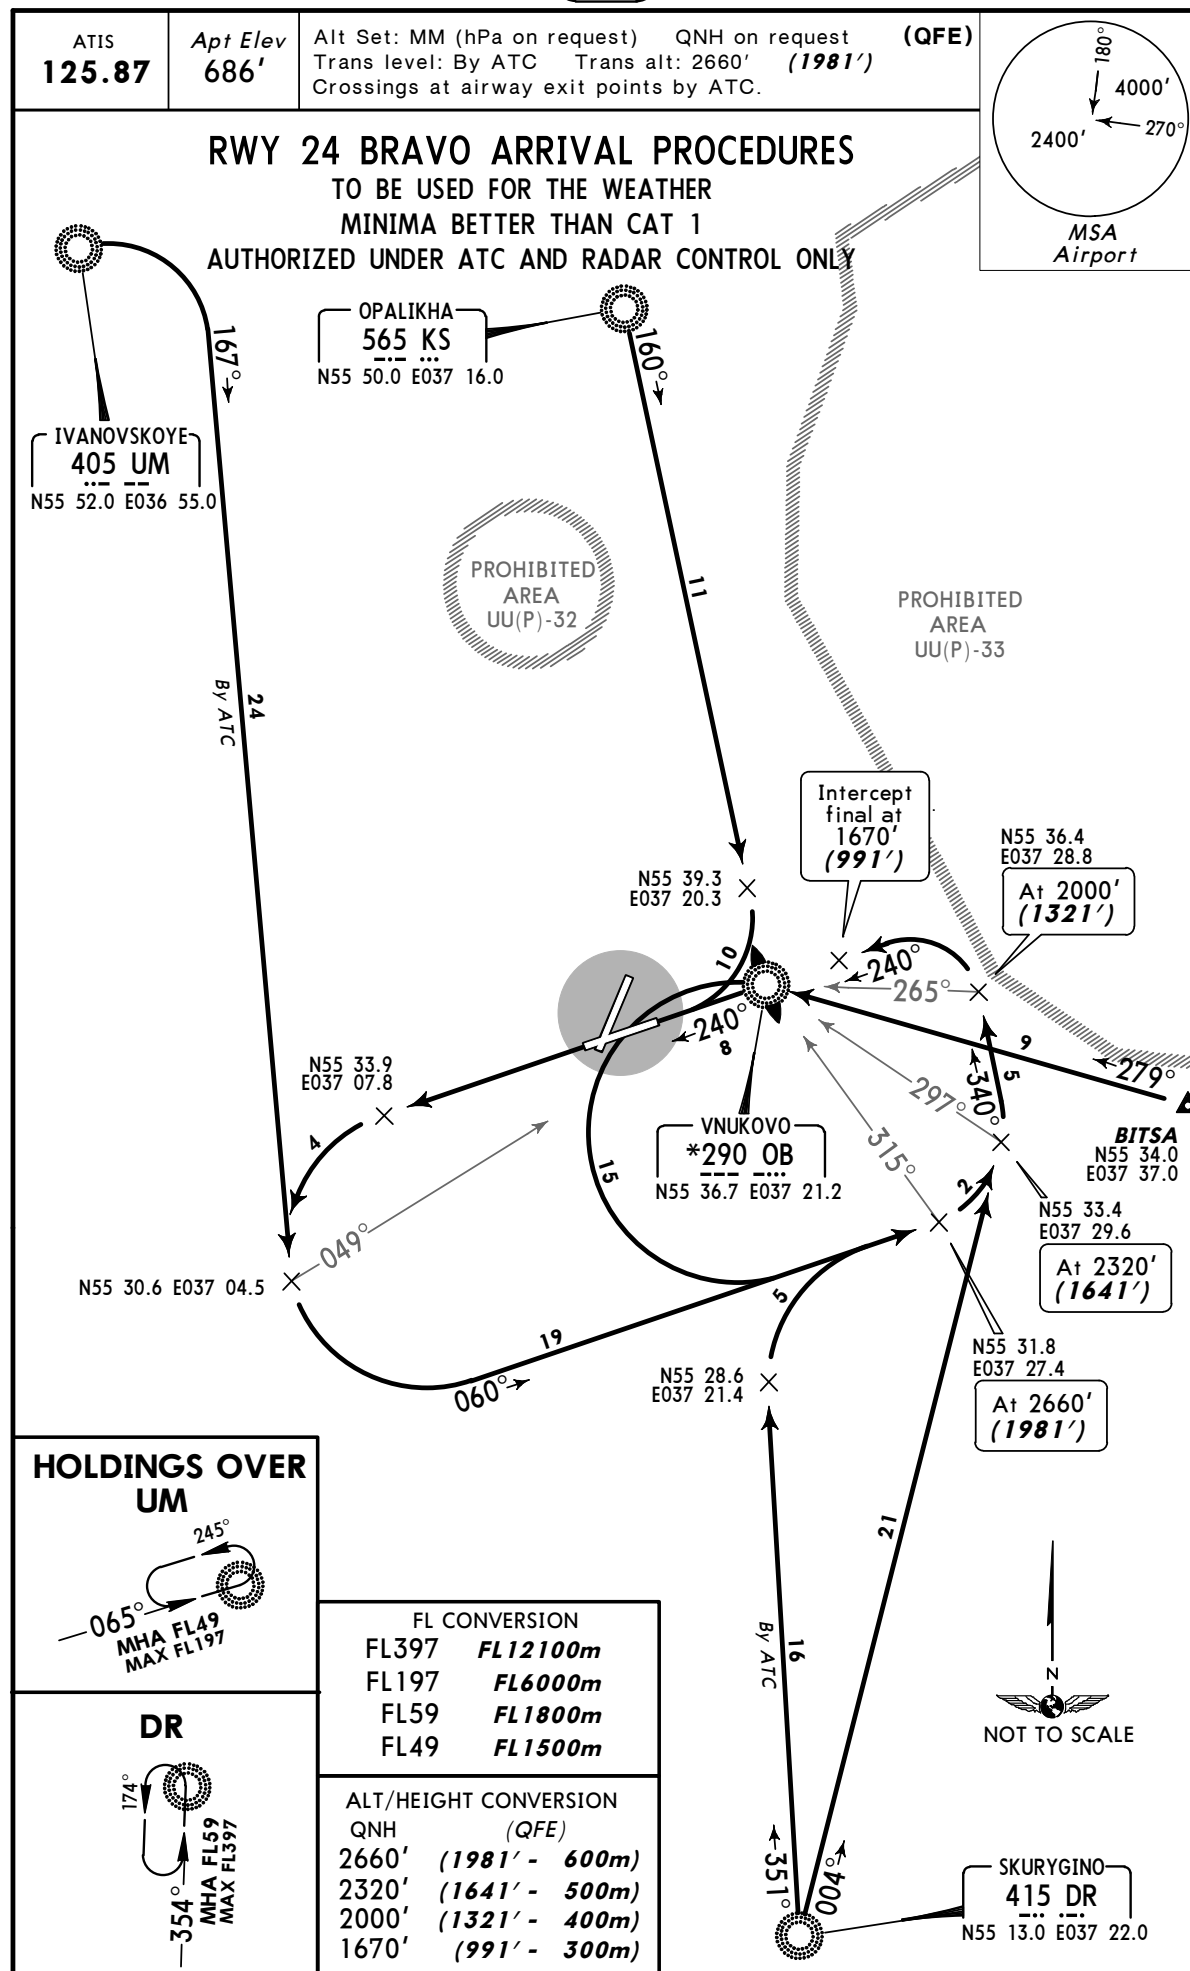 ATIS
125.87
Apt Elev
686'
Alt Set: MM (hPa on request) QNH on request (QFE)
Trans level: By ATC Trans alt: 2660' (1981')
Crossings at airway exit points by ATC.
180°
4000'
270°
2400'
MSA
Airport
RWY 24 BRAVO ARRIVAL PROCEDURES
TO BE USED FOR THE WEATHER
MINIMA BETTER THAN CAT 1
AUTHORIZED UNDER ATC AND RADAR CONTROL ONLY
OPALIKHA
565 KS
N55 50.0 E037 16.0
167°
160°
IVANOVSKOYE
405 UM
N55 52.0 E036 55.0
PROHIBITED
AREA
UU(P)-32
11
PROHIBITED
AREA
UU(P)-33
24
By ATC
Intercept
final at
1670'
(991')
N55 36.4
E037 28.8
At 2000'
(1321')
N55 39.3
E037 20.3
10
240°
265°
240°
8
9
279°
5
340°
297°
315°
N55 33.9
E037 07.8
4
VNUKOVO
*290 OB
N55 36.7 E037 21.2
BITSA
N55 34.0
E037 37.0
15
2
N55 33.4
E037 29.6
At 2320'
(1641')
049°
N55 30.6 E037 04.5
5
19
060°
N55 28.6
E037 21.4
N55 31.8
E037 27.4
At 2660'
(1981')
HOLDINGS OVER
UM
245°
065°
MHA FL49
MAX FL197
21
16
By ATC
FL CONVERSION
FL397 FL12100m
FL197 FL6000m
FL59 FL1800m
FL49 FL1500m
N
NOT TO SCALE
DR
174°
354°
MHA FL59
MAX FL397
ALT/HEIGHT CONVERSION
QNH (QFE)
2660' (1981' - 600m)
2320' (1641' - 500m)
2000' (1321' - 400m)
1670' (991' - 300m)
351°
004°
SKURYGINO
415 DR
N55 13.0 E037 22.0